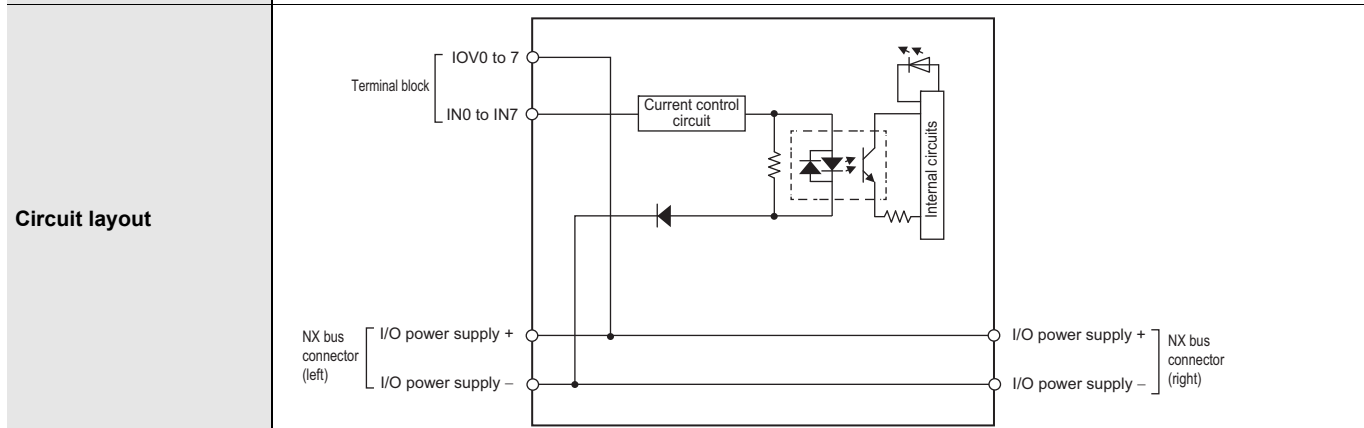 Circuit layout
Terminal block
IOV0 to 7
IN0 to IN7
Current control
circuit
Internal circuits
NX bus
connector
(left)
I/O power supply +
I/O power supply −
I/O power supply +
I/O power supply −
NX bus
connector
(right)